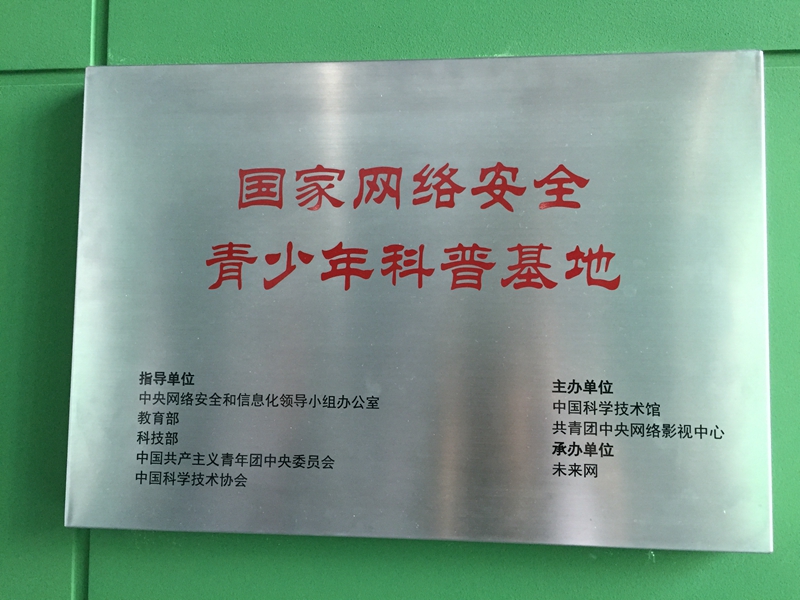 国家网络安全
青少年科普基地
指导单位
中央网络安全和信息化领导小组办公室
教育部
科技部
中国共产主义青年团中央委员会
中国科学技术协会
主办单位
中国科学技术馆
共青团中央网络影视中心
承办单位
未来网